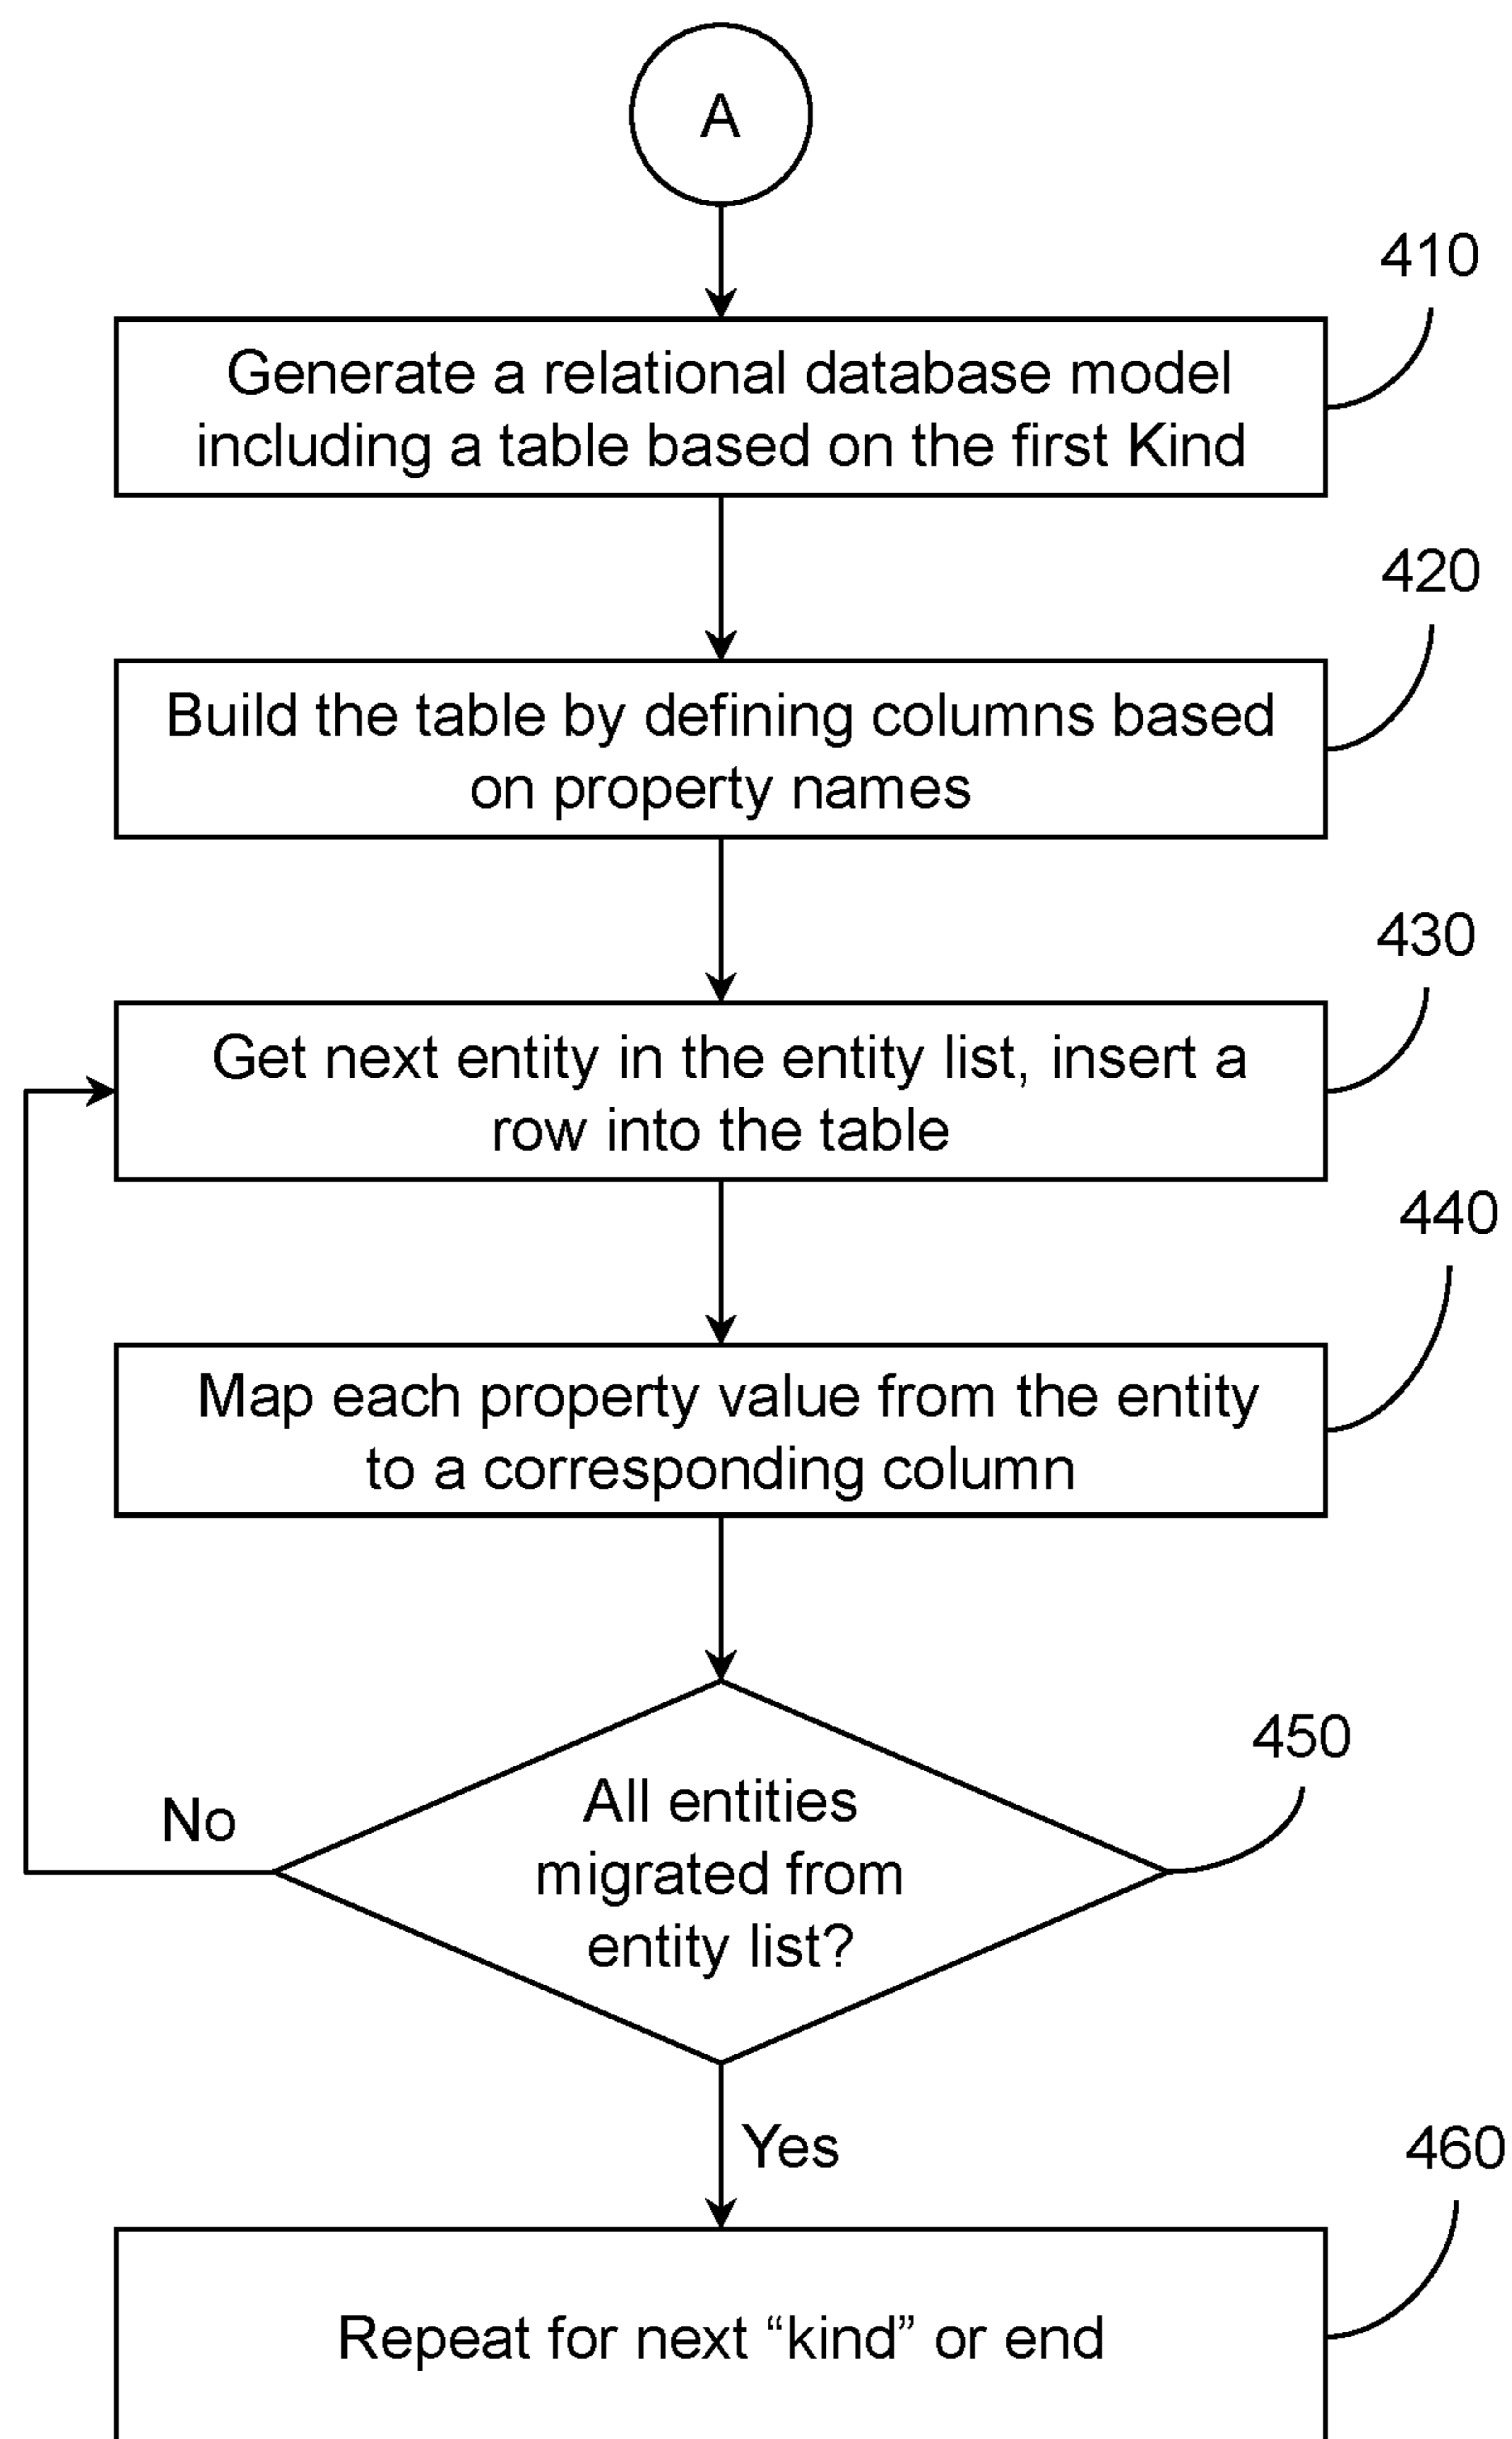 A
410
Generate a relational database model
including a table based on the first Kind
420
Build the table by defining columns based
on property names
430
Get next entity in the entity list, insert a
row into the table
440
Map each property value from the entity
to a corresponding column
450
All entities
migrated from
entity list?
No
Yes
460
Repeat for next “kind” or end